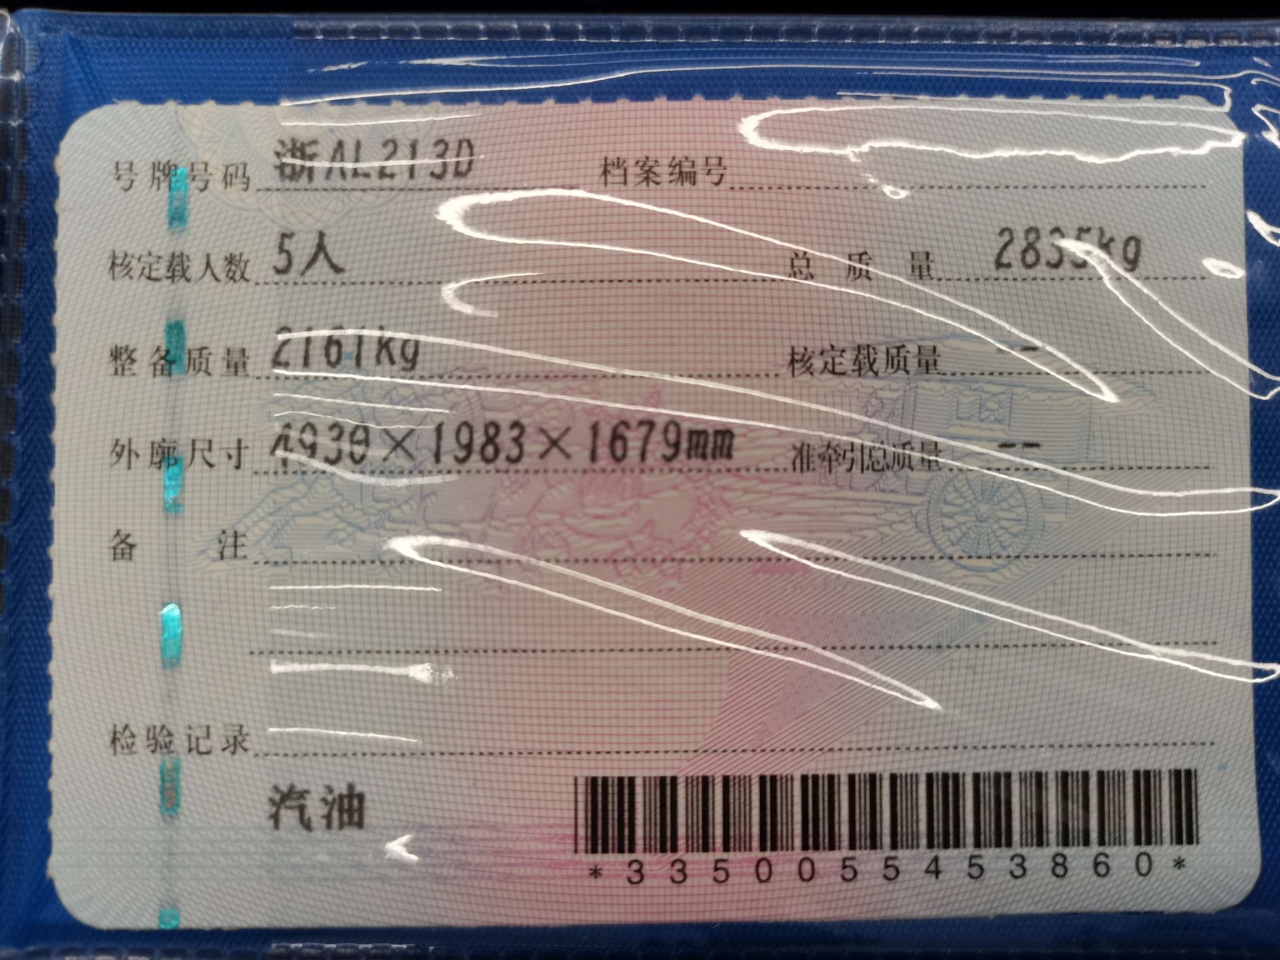 号牌号码 浙AL213D 档案编号
核定载人数 5人 总质量 2835kg
整备质量 2161kg 核定载质量 --
外廓尺寸 4930×1983×1679mm 准牵引总质量 --
备注
检验记录
汽油
*3350055453860*